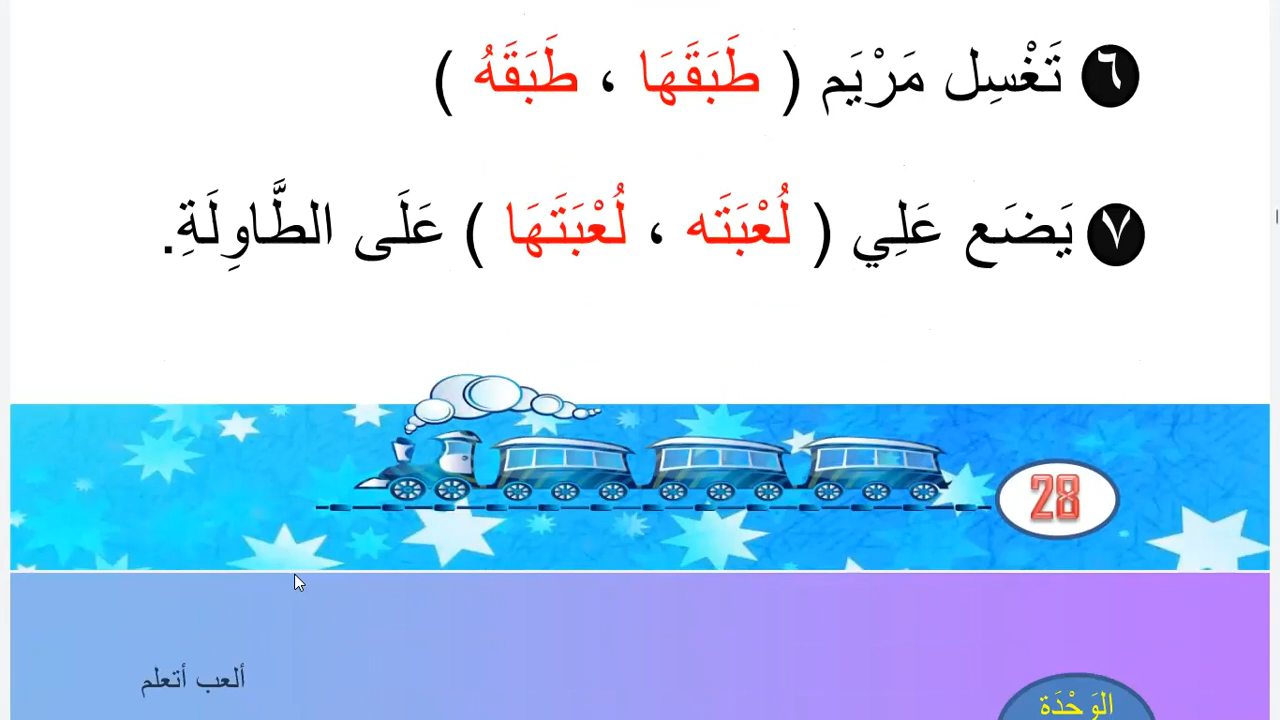 ٦ تَغْسِل مَرْيَم ( طَبَقَهَا ، طَبَقَهُ )
٧ يَضَع عَلِي ( لُعْبَتَه ، لُعْبَتَهَا ) عَلَى الطَّاوِلَةِ.
28
ألعب أتعلم
الوَحْدَة